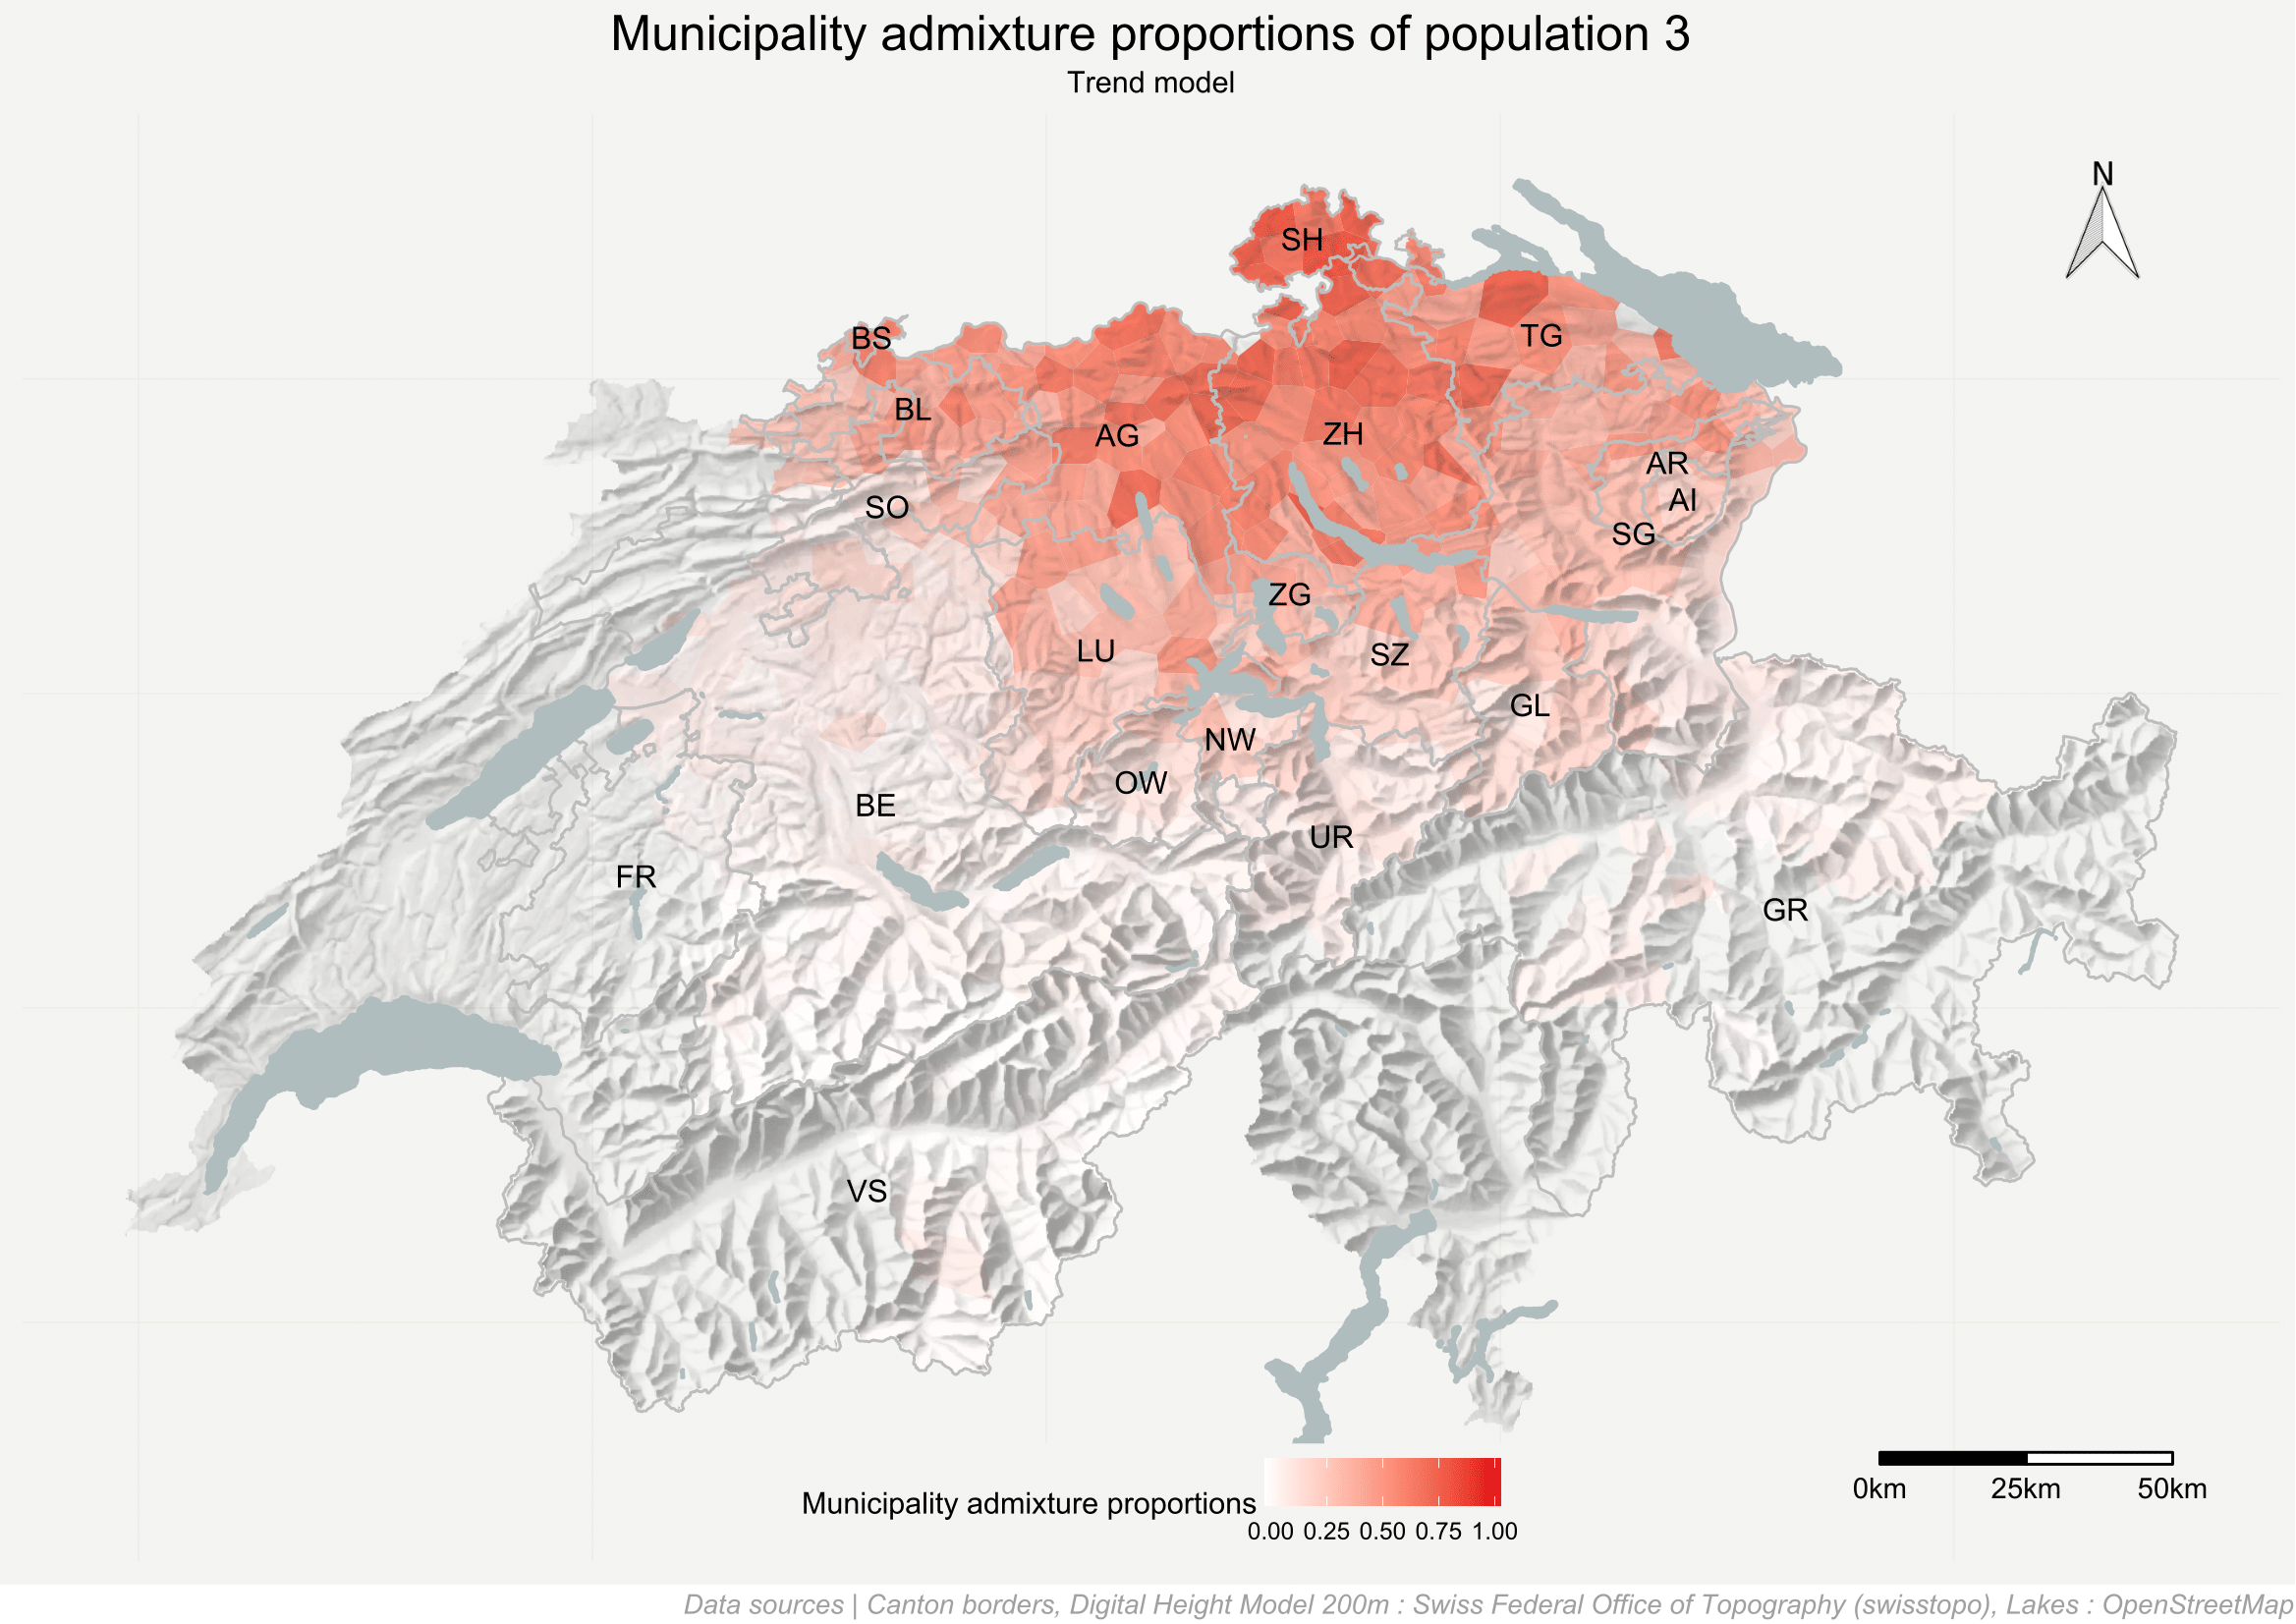 Municipality admixture proportions of population 3
Trend model
N
SH
BS
TG
BL
AG
ZH
AR
AI
SO
SG
ZG
LU
SZ
GL
NW
OW
BE
UR
FR
GR
VS
Municipality admixture proportions
0.00 0.25 0.50 0.75 1.00
0km 25km 50km
Data sources | Canton borders, Digital Height Model 200m : Swiss Federal Office of Topography (swisstopo), Lakes : OpenStreetMap